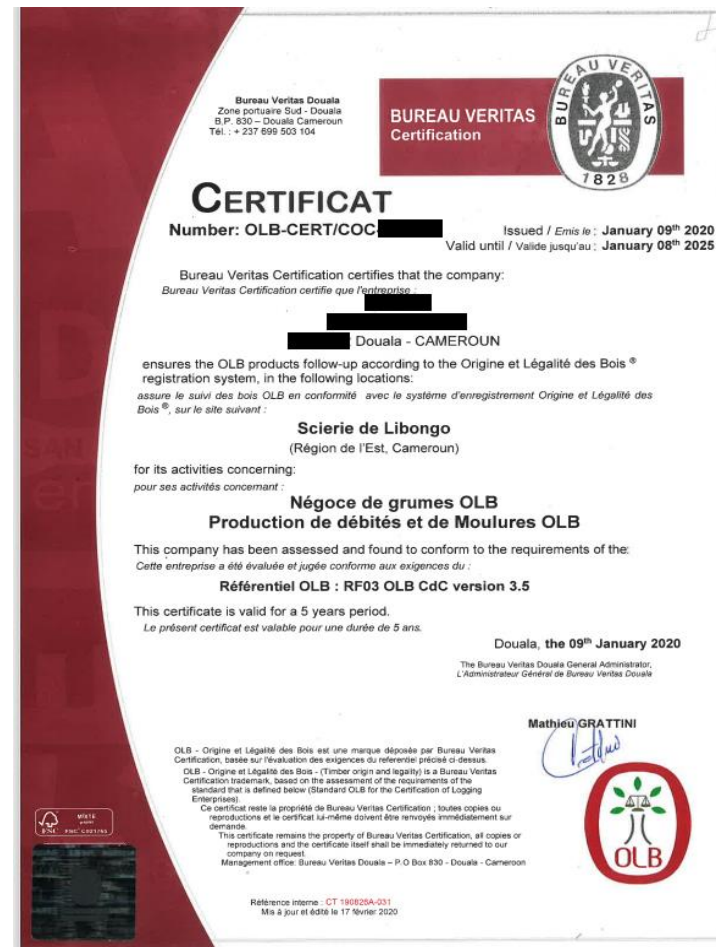 Bureau Veritas Douala
Zone portuaire Sud - Douala
B.P. 830 – Douala Cameroun
Tél. : + 237 699 503 104
BUREAU VERITAS
Certification
BUREAU VERITAS
1828
CERTIFICAT
Number: OLB-CERT/COC-
Issued / Emis le : January 09th 2020
Valid until / Valide jusqu'au : January 08th 2025
Bureau Veritas Certification certifies that the company:
Bureau Veritas Certification certifie que l'entreprise :
Douala - CAMEROUN
ensures the OLB products follow-up according to the Origine et Légalité des Bois ®
registration system, in the following locations:
assure le suivi des bois OLB en conformité avec le système d'enregistrement Origine et Légalité des
Bois ®, sur le site suivant :
Scierie de Libongo
(Région de l'Est, Cameroun)
for its activities concerning:
pour ses activités concernant :
Négoce de grumes OLB
Production de débités et de Moulures OLB
This company has been assessed and found to conform to the requirements of the:
Cette entreprise a été évaluée et jugée conforme aux exigences du :
Référentiel OLB : RF03 OLB CdC version 3.5
This certificate is valid for a 5 years period.
Le présent certificat est valable pour une durée de 5 ans.
Douala, the 09th January 2020
The Bureau Veritas Douala General Administrator,
L'Administrateur Général de Bureau Veritas Douala
Mathieu GRATTINI
OLB - Origine et Légalité des Bois est une marque déposée par Bureau Veritas
Certification, basée sur l'évaluation des exigences du referentiel précisé ci-dessus.
OLB - Origine et Légalité des Bois - (Timber origin and legality) is a Bureau Veritas
Certification trademark, based on the assessment of the requirements of the
standard that is defined below (Standard OLB for the Certification of Logging
Enterprises).
Ce certificat reste la propriété de Bureau Veritas Certification ; toutes copies ou
reproductions et le certificat lui-même doivent être renvoyés immédiatement sur
demande.
This certificate remains the property of Bureau Veritas Certification, all copies or
reproductions and the certificate itself shall be immediately returned to our
company on request.
Management office: Bureau Veritas Douala – P.O Box 830 - Douala - Cameroon
OLB
FSC
MIXTE
Référence interne : CT 190826A-031
Mis à jour et édité le 17 février 2020